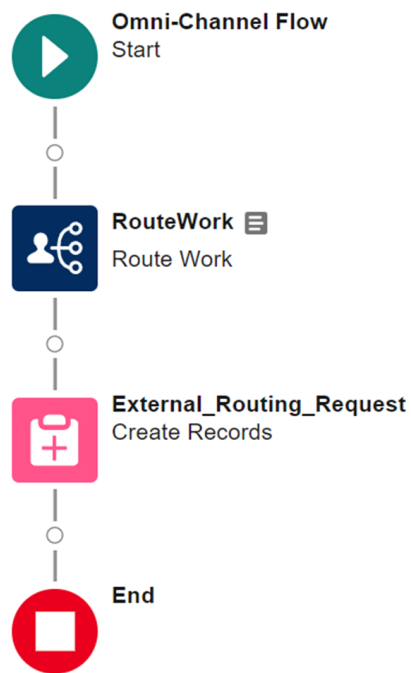 Omni-Channel Flow
Start
RouteWork
Route Work
External_Routing_Request
Create Records
End